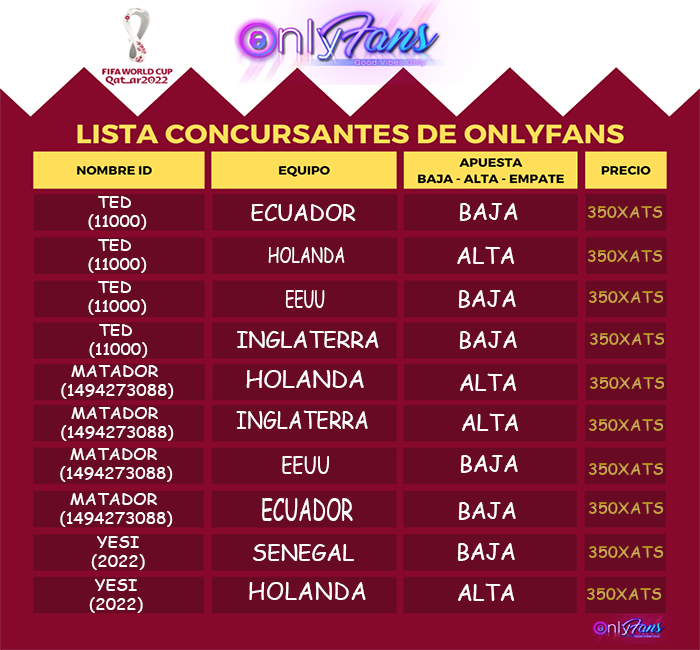 FIFA WORLD CUP
Qatar2022
OnlyFans
Good Vibes Only
LISTA CONCURSANTES DE ONLYFANS
NOMBRE ID EQUIPO APUESTA BAJA - ALTA - EMPATE PRECIO
TED (11000) ECUADOR BAJA 350XATS
TED (11000) HOLANDA ALTA 350XATS
TED (11000) EEUU BAJA 350XATS
TED (11000) INGLATERRA BAJA 350XATS
MATADOR (1494273088) HOLANDA ALTA 350XATS
MATADOR (1494273088) INGLATERRA ALTA 350XATS
MATADOR (1494273088) EEUU BAJA 350XATS
MATADOR (1494273088) ECUADOR BAJA 350XATS
YESI (2022) SENEGAL BAJA 350XATS
YESI (2022) HOLANDA ALTA 350XATS
OnlyFans